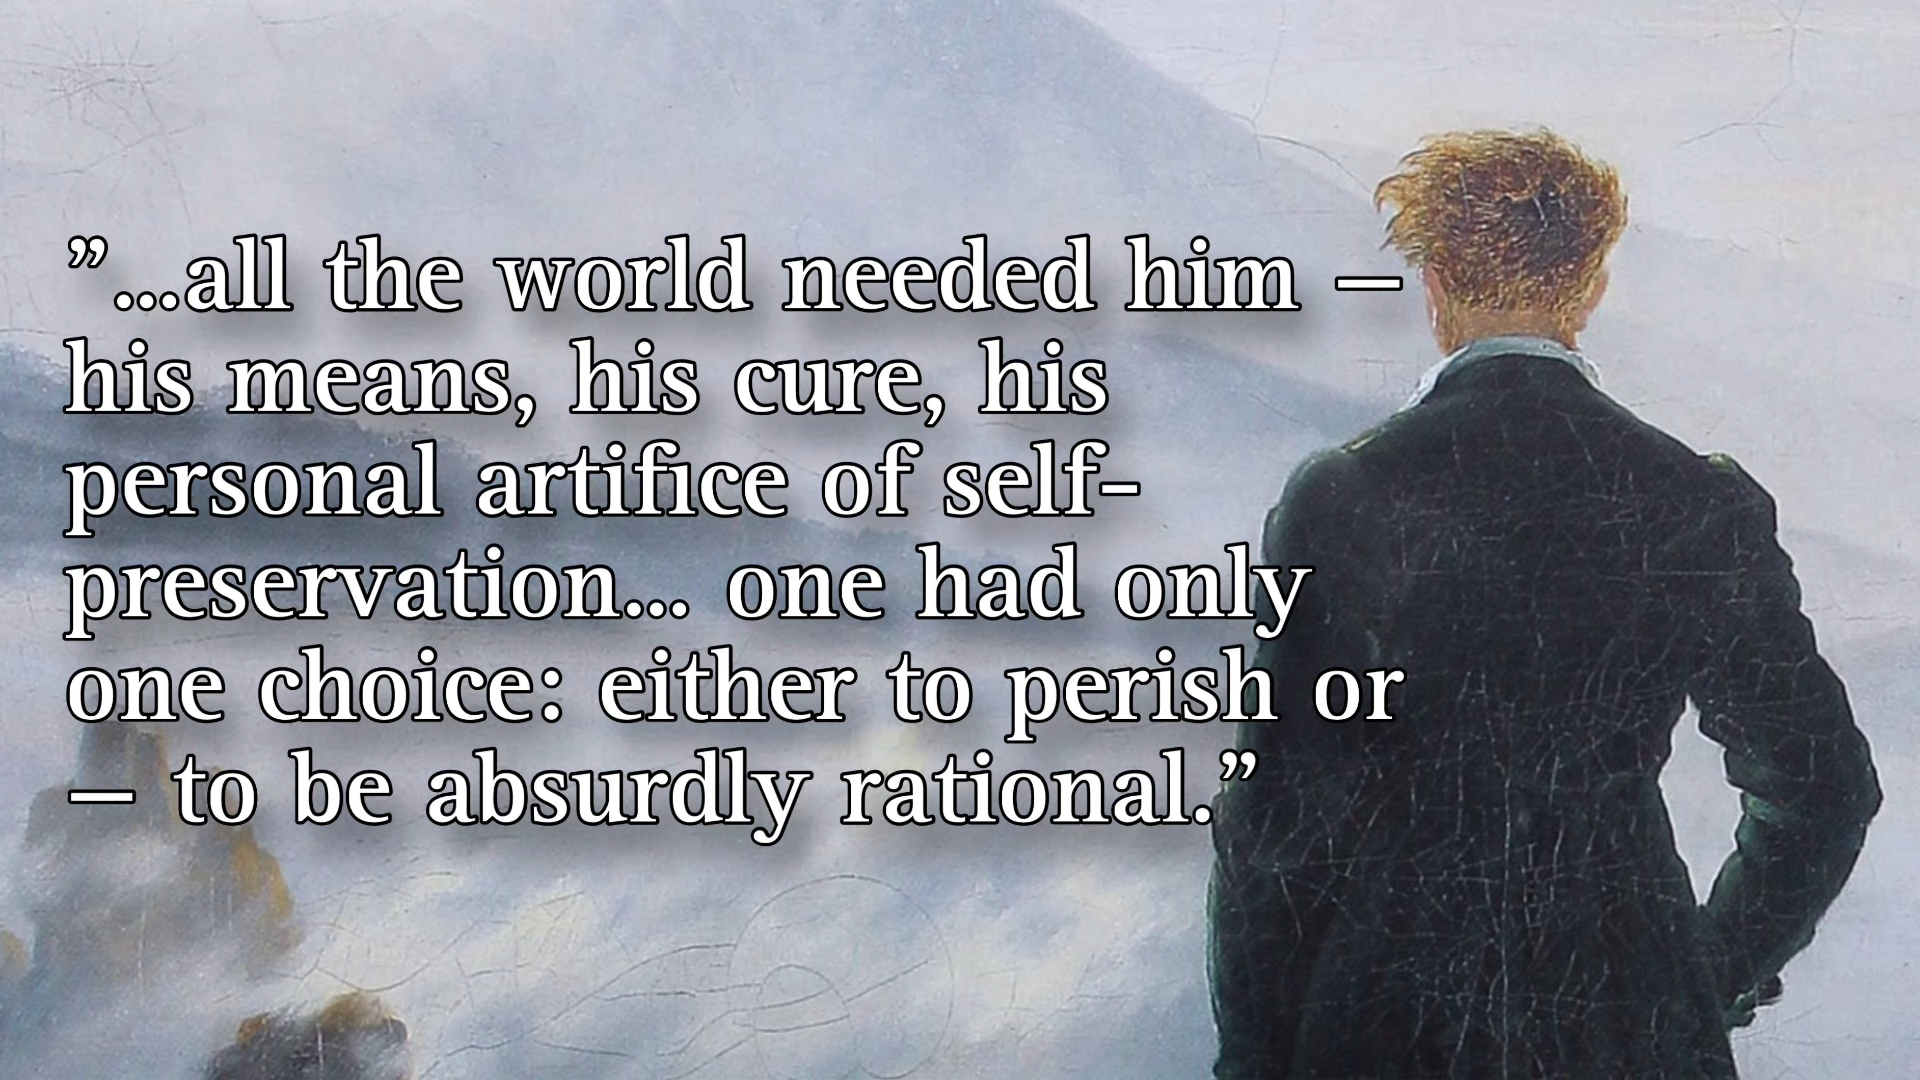 ”...all the world needed him –
his means, his cure, his
personal artifice of self-
preservation... one had only
one choice: either to perish or
– to be absurdly rational.”